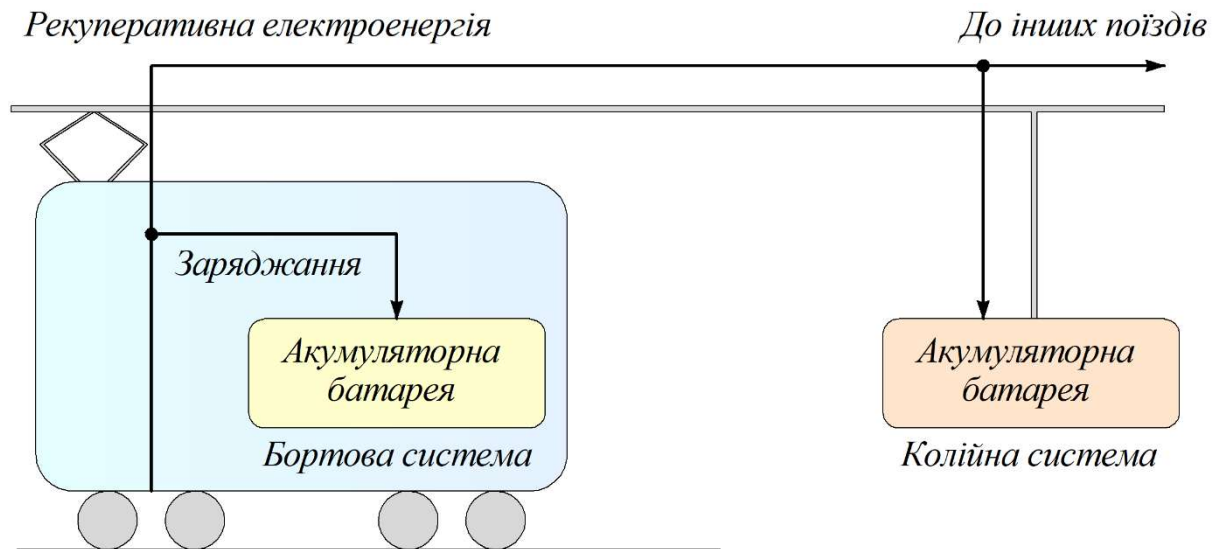 Рекуперативна електроенергія
До інших поїздів
Заряджання
Акумуляторна
батарея
Бортова система
Акумуляторна
батарея
Колійна система